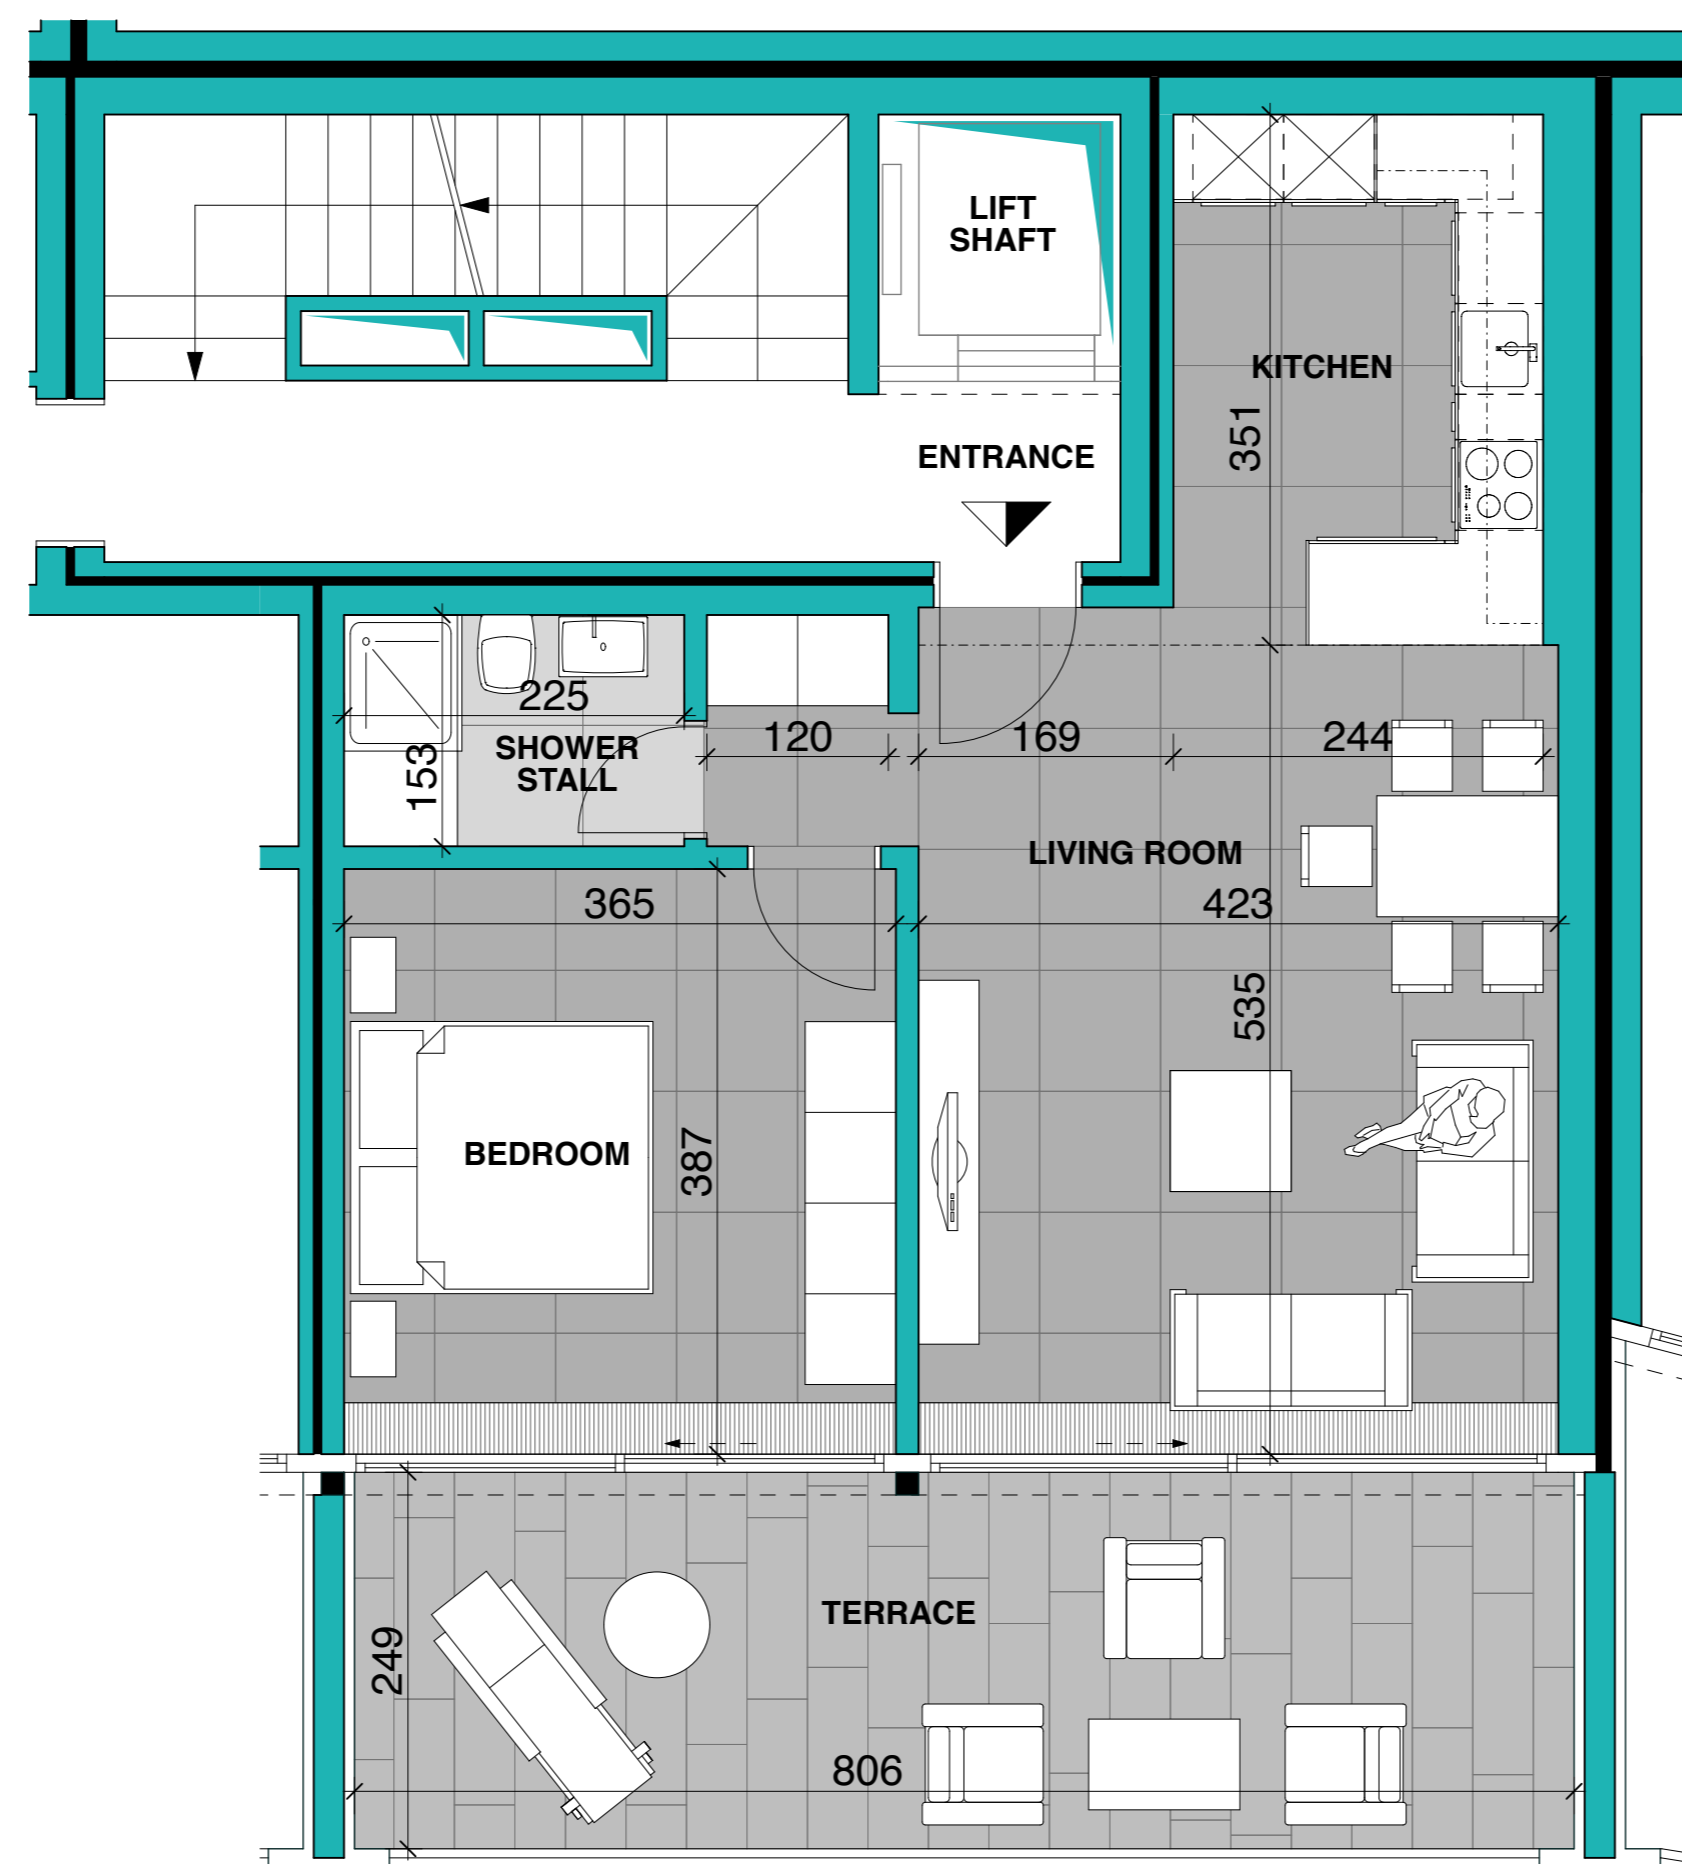 LIFT
SHAFT
KITCHEN
351
ENTRANCE
225
SHOWER
STALL
153
120
169
244
LIVING ROOM
365
423
535
BEDROOM
387
TERRACE
249
806